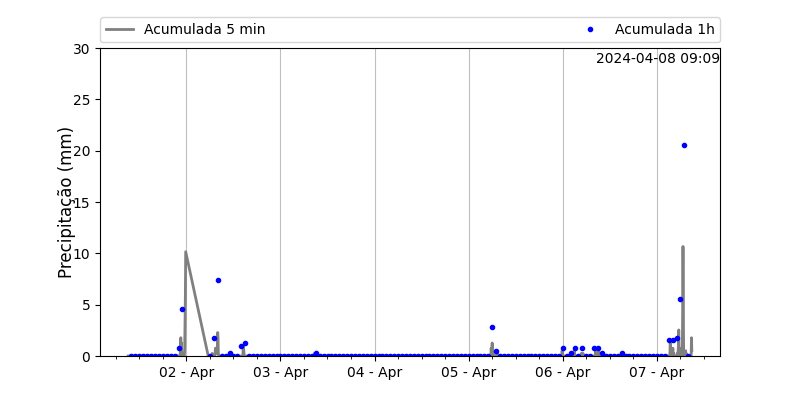 Acumulada 5 min
Acumulada 1h
2024-04-08 09:09
Precipitação (mm)
30
25
20
15
10
5
0
02 - Apr
03 - Apr
04 - Apr
05 - Apr
06 - Apr
07 - Apr